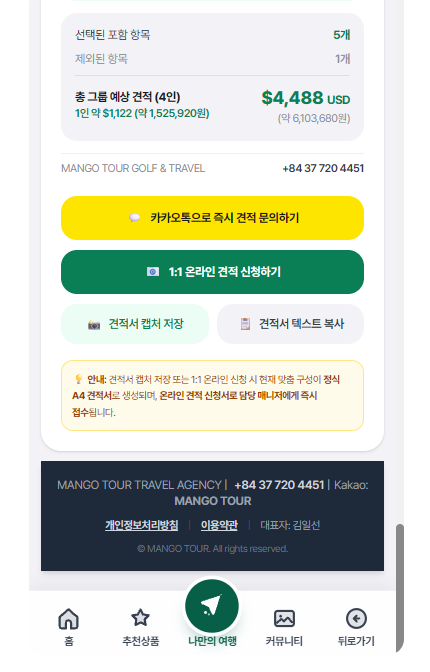 선택된 포함 항목 5개
제외된 항목 1개
총 그룹 예상 견적 (4인) $4,488 USD
1인 약 $1,122 (약 1,525,920원) (약 6,103,680원)
MANGO TOUR GOLF & TRAVEL +84 37 720 4451
카카오톡으로 즉시 견적 문의하기
1:1 온라인 견적 신청하기
견적서 캡처 저장 견적서 텍스트 복사
안내: 견적서 캡처 저장 또는 1:1 온라인 신청 시 현재 맞춤 구성이 정식
A4 견적서로 생성되며, 온라인 견적 신청서로 담당 매니저에게 즉시
접수됩니다.
MANGO TOUR TRAVEL AGENCY | +84 37 720 4451 | Kakao:
MANGO TOUR
개인정보처리방침 | 이용약관 | 대표자: 김일선
© MANGO TOUR. All rights reserved.
홈 추천상품 나만의 여행 커뮤니티 뒤로가기